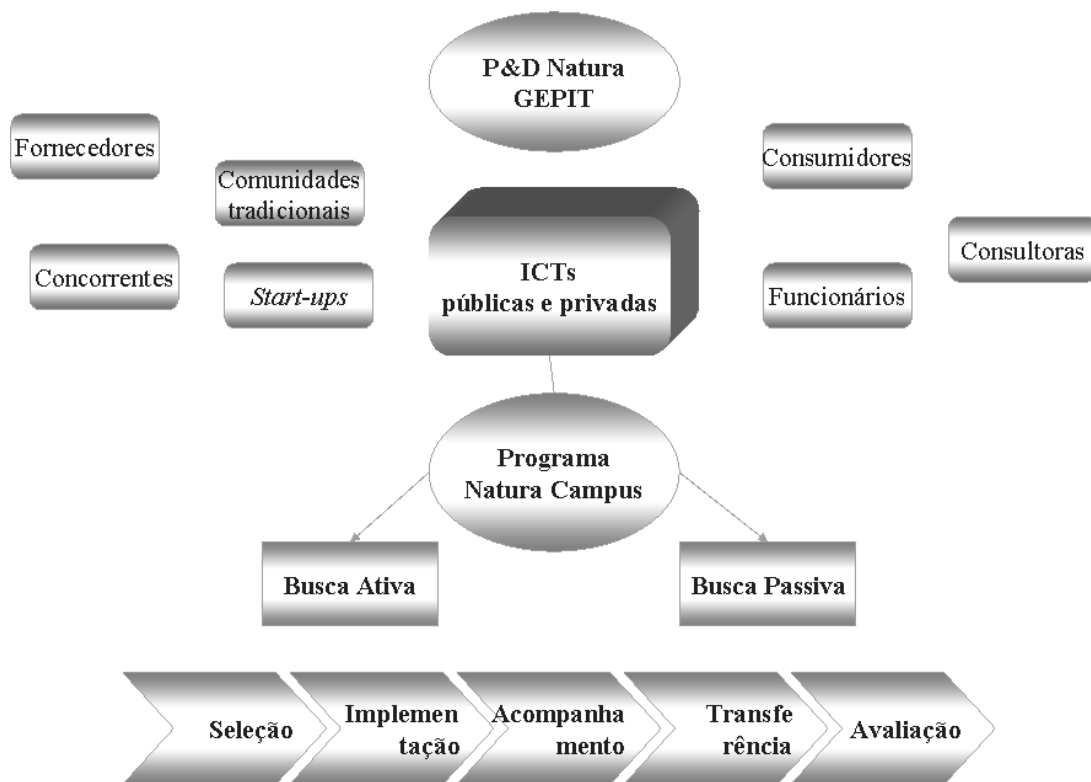 P&D Natura
GEPIT
Fornecedores
Consumidores
Comunidades
tradicionais
Consultoras
Concorrentes
Start-ups
ICTs
públicas e privadas
Funcionários
Programa
Natura Campus
Busca Ativa
Busca Passiva
Seleção
Implemen
tação
Acompanha
mento
Transfe
rência
Avaliação